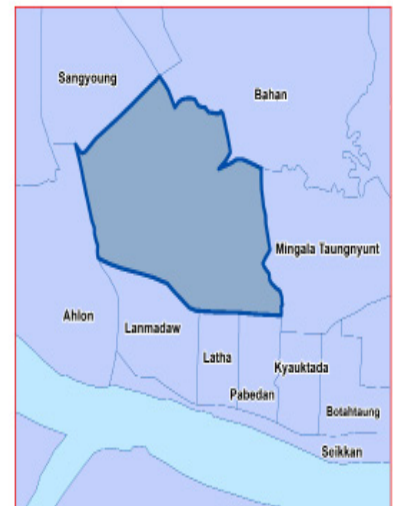 Sangyoung
Bahan
Mingala Taungnyunt
Ahlon
Lanmadaw
Latha
Kyauktada
Pabedan
Botahtaung
Seikkan